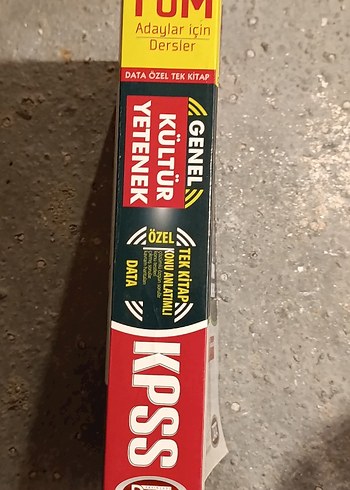 TÜM
Adaylar için
Dersler
DATA ÖZEL TEK KİTAP
GENEL
KÜLTÜR
YETENEK
TEK KİTAP
KONU ANLATIMLI
ÖZEL
DATA
KPSS